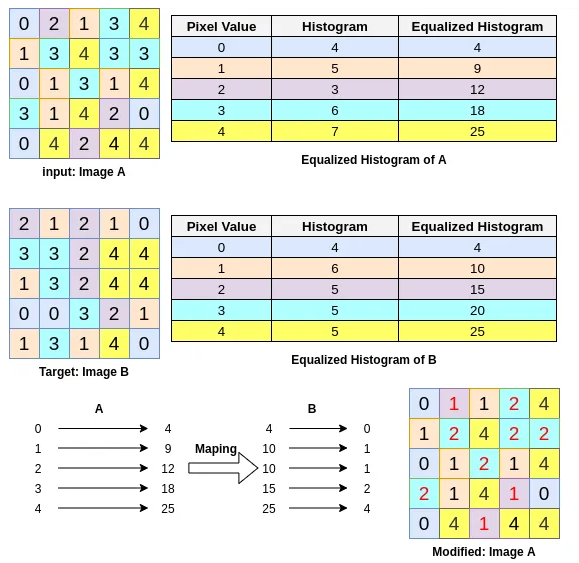 0 2 1 3 4
1 3 4 3 3
0 1 3 1 4
3 1 4 2 0
0 4 2 4 4
input: Image A
Pixel Value Histogram Equalized Histogram
0 4 4
1 5 9
2 3 12
3 6 18
4 7 25
Equalized Histogram of A
2 1 2 1 0
3 3 2 4 4
1 3 2 4 4
0 0 3 2 1
1 3 1 4 0
Target: Image B
Pixel Value Histogram Equalized Histogram
0 4 4
1 6 10
2 5 15
3 5 20
4 5 25
Equalized Histogram of B
A
0 4
1 9
2 12
3 18
4 25
Maping
B
4 0
10 1
10 1
15 2
25 4
0 1 1 2 4
1 2 4 2 2
0 1 2 1 4
2 1 4 1 0
0 4 1 4 4
Modified: Image A